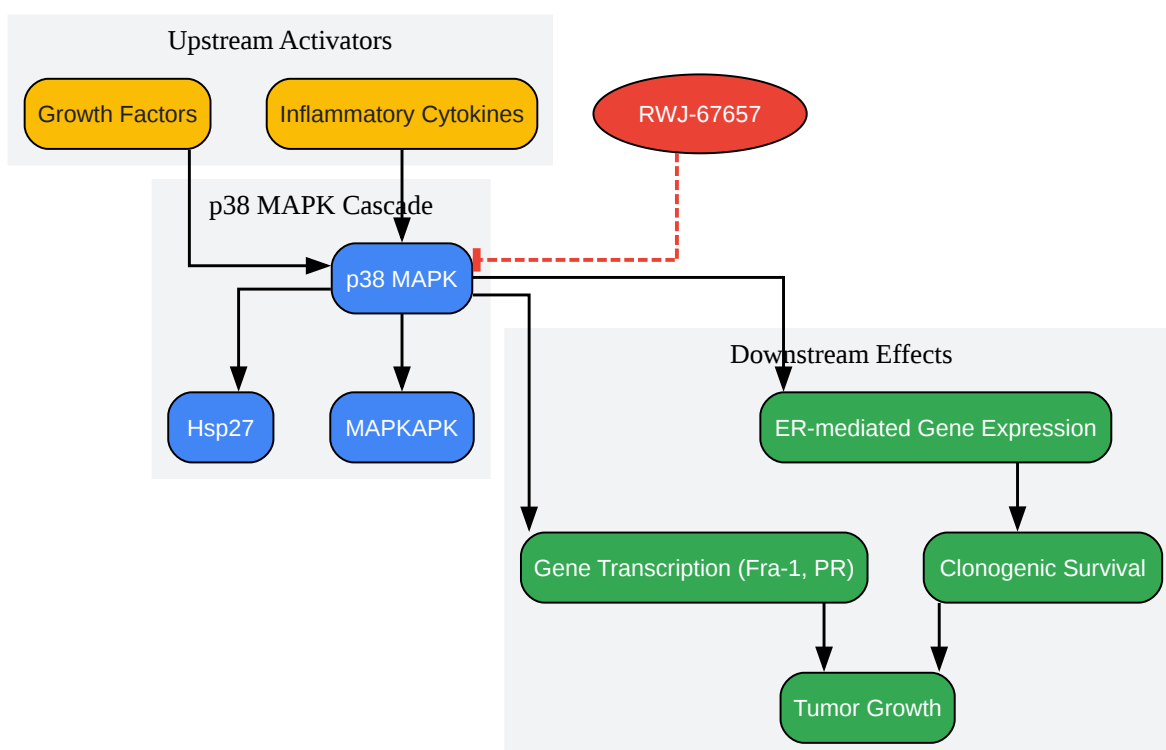 Upstream Activators
Growth Factors
Inflammatory Cytokines
RWJ-67657
p38 MAPK Cascade
p38 MAPK
Downstream Effects
Hsp27
MAPKAPK
ER-mediated Gene Expression
Gene Transcription (Fra-1, PR)
Clonogenic Survival
Tumor Growth